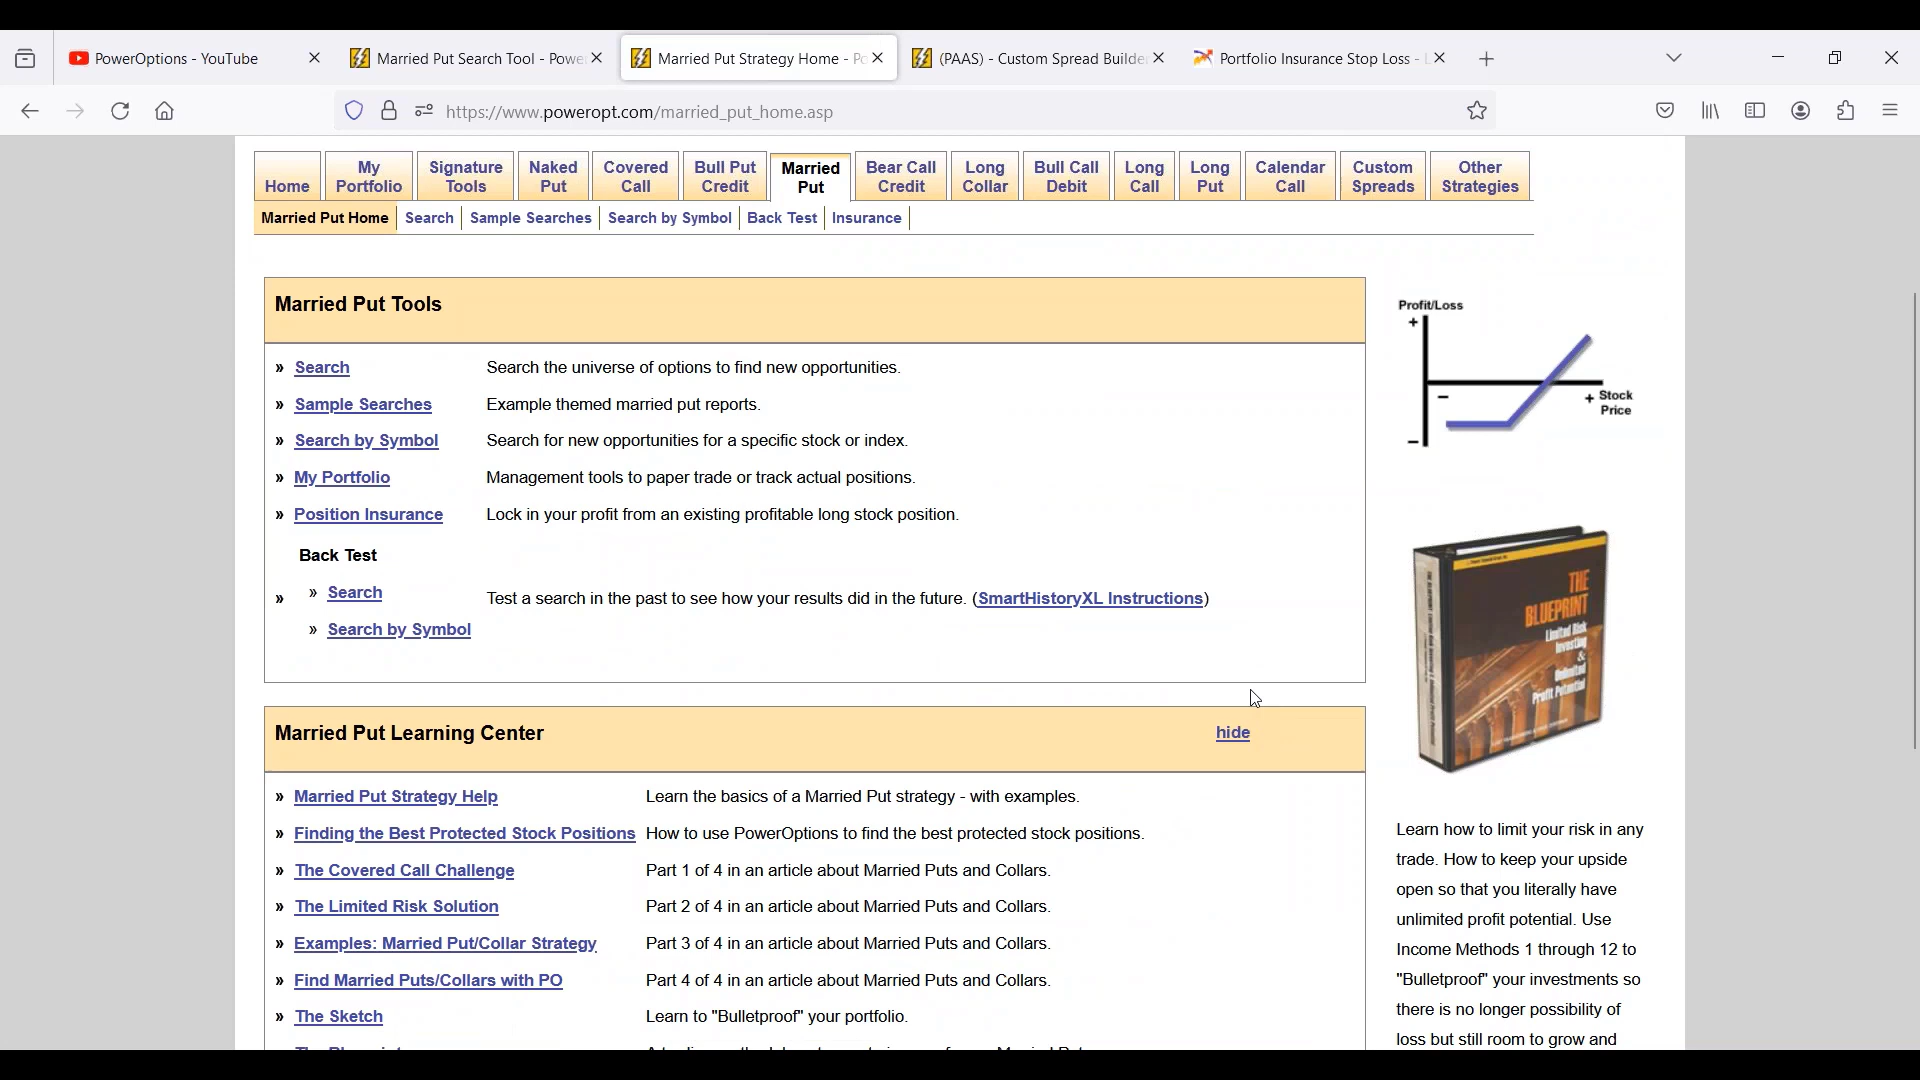 PowerOptions - YouTube
Married Put Search Tool - Powe
Married Put Strategy Home - Po
(PAAS) - Custom Spread Builde
Portfolio Insurance Stop Loss -
https://www.poweropt.com/married_put_home.asp
Home
My Portfolio
Signature Tools
Naked Put
Covered Call
Bull Put Credit
Married Put
Bear Call Credit
Long Collar
Bull Call Debit
Long Call
Long Put
Calendar Call
Custom Spreads
Other Strategies
Married Put Home
Search
Sample Searches
Search by Symbol
Back Test
Insurance
Married Put Tools
» Search Search the universe of options to find new opportunities.
» Sample Searches Example themed married put reports.
» Search by Symbol Search for new opportunities for a specific stock or index.
» My Portfolio Management tools to paper trade or track actual positions.
» Position Insurance Lock in your profit from an existing profitable long stock position.
Back Test
» Search
» Test a search in the past to see how your results did in the future. (SmartHistoryXL Instructions)
» Search by Symbol
Married Put Learning Center
hide
» Married Put Strategy Help Learn the basics of a Married Put strategy - with examples.
» Finding the Best Protected Stock Positions How to use PowerOptions to find the best protected stock positions.
» The Covered Call Challenge Part 1 of 4 in an article about Married Puts and Collars.
» The Limited Risk Solution Part 2 of 4 in an article about Married Puts and Collars.
» Examples: Married Put/Collar Strategy Part 3 of 4 in an article about Married Puts and Collars.
» Find Married Puts/Collars with PO Part 4 of 4 in an article about Married Puts and Collars.
» The Sketch Learn to "Bulletproof" your portfolio.
Profit/Loss
+
−
− + Stock
Price
−
THE
BLUEPRINT
Limited Risk
Investing
&
Unlimited
Profit Potential
Learn how to limit your risk in any
trade. How to keep your upside
open so that you literally have
unlimited profit potential. Use
Income Methods 1 through 12 to
"Bulletproof" your investments so
there is no longer possibility of
loss but still room to grow and